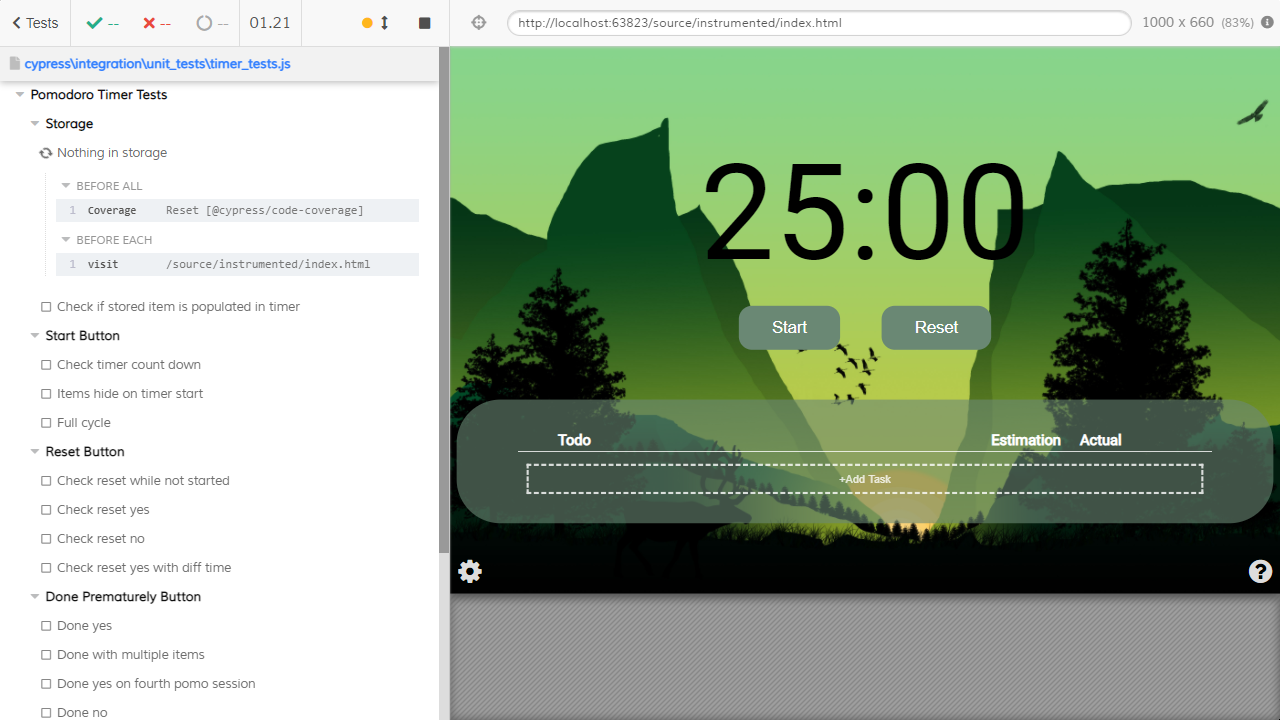 Tests
--
--
--
01.21
http://localhost:63823/source/instrumented/index.html
1000 x 660 (83%)
cypress\integration\unit_tests\timer_tests.js
Pomodoro Timer Tests
Storage
Nothing in storage
BEFORE ALL
1 Coverage Reset [@cypress/code-coverage]
BEFORE EACH
1 visit /source/instrumented/index.html
Check if stored item is populated in timer
Start Button
Check timer count down
Items hide on timer start
Full cycle
Reset Button
Check reset while not started
Check reset yes
Check reset no
Check reset yes with diff time
Done Prematurely Button
Done yes
Done with multiple items
Done yes on fourth pomo session
Done no
25:00
Start Reset
Todo Estimation Actual
+Add Task